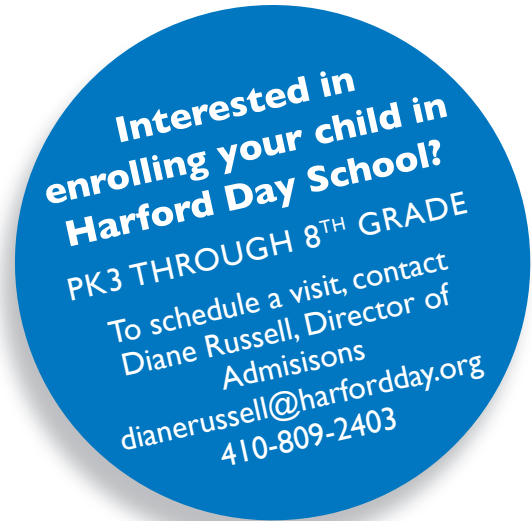 Interested in
enrolling your child in
Harford Day School?
PK3 THROUGH 8TH GRADE
To schedule a visit, contact
Diane Russell, Director of
Admisisons
dianerussell@harfordday.org
410-809-2403